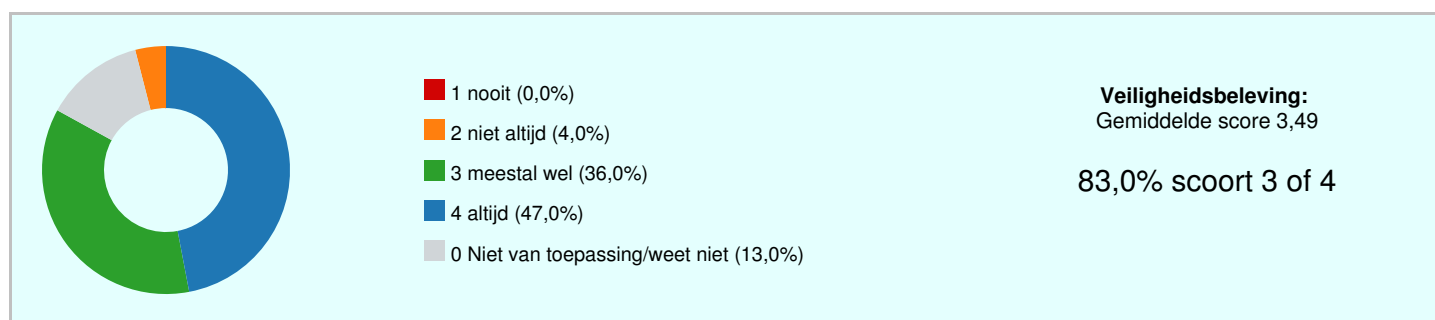 1 nooit (0,0%)
2 niet altijd (4,0%)
3 meestal wel (36,0%)
4 altijd (47,0%)
0 Niet van toepassing/weet niet (13,0%)
Veiligheidsbeleving:
Gemiddelde score 3,49
83,0% scoort 3 of 4